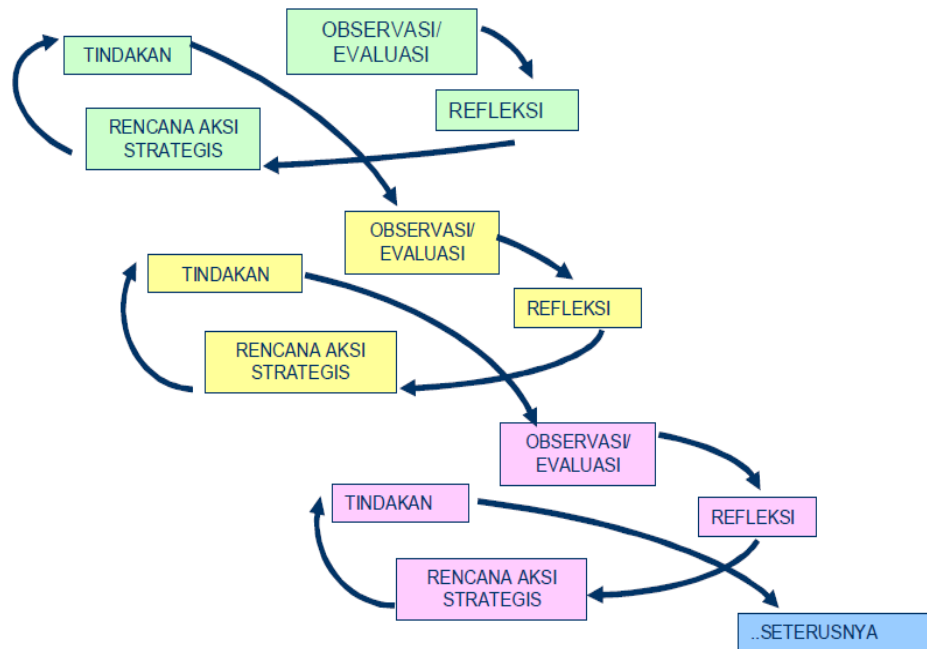 OBSERVASI/
EVALUASI
TINDAKAN
REFLEKSI
RENCANA AKSI
STRATEGIS
OBSERVASI/
EVALUASI
TINDAKAN
REFLEKSI
RENCANA AKSI
STRATEGIS
OBSERVASI/
EVALUASI
TINDAKAN
REFLEKSI
RENCANA AKSI
STRATEGIS
..SETERUSNYA